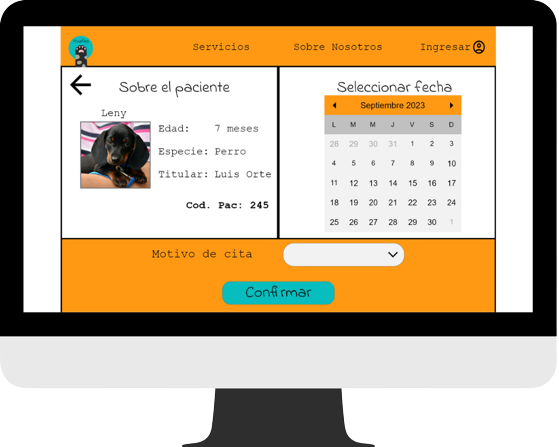 Servicios Sobre Nosotros Ingresar
Sobre el paciente
Leny
Edad: 7 meses
Especie: Perro
Titular: Luis Orte
Cod. Pac: 245
Seleccionar fecha
Septiembre 2023
L M M J V S D
28 29 30 31 1 2 3
4 5 6 7 8 9 10
11 12 13 14 15 16 17
18 19 20 21 22 23 24
25 26 27 28 29 30 1
Motivo de cita
Confirmar